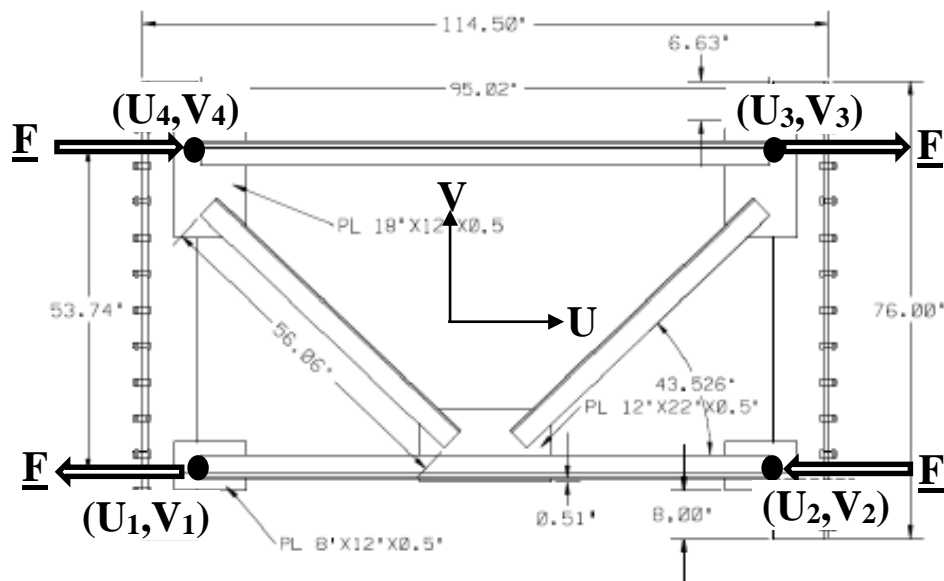 114.50"
6.63"
95.02"
(U4,V4)
(U3,V3)
F
F
V
PL 18"X12"X0.5
53.74"
U
76.00"
56.06"
43.526°
PL 12"X22"X0.5"
F
F
(U1,V1)
0.51"
8.00"
(U2,V2)
PL 8"X12"X0.5"